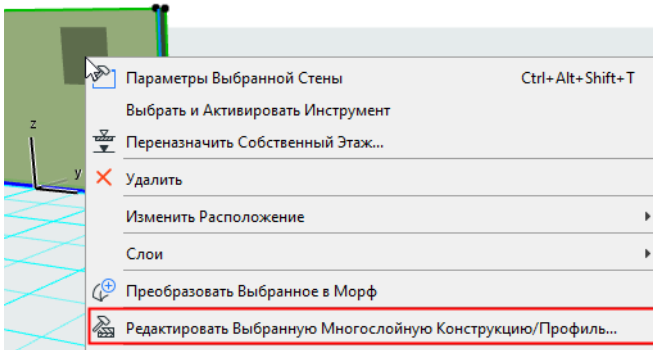 Параметры Выбранной Стены Ctrl+Alt+Shift+T
Выбрать и Активировать Инструмент
z
Переназначить Собственный Этаж...
y
Удалить
Изменить Расположение
Слои
Преобразовать Выбранное в Морф
Редактировать Выбранную Многослойную Конструкцию/Профиль...